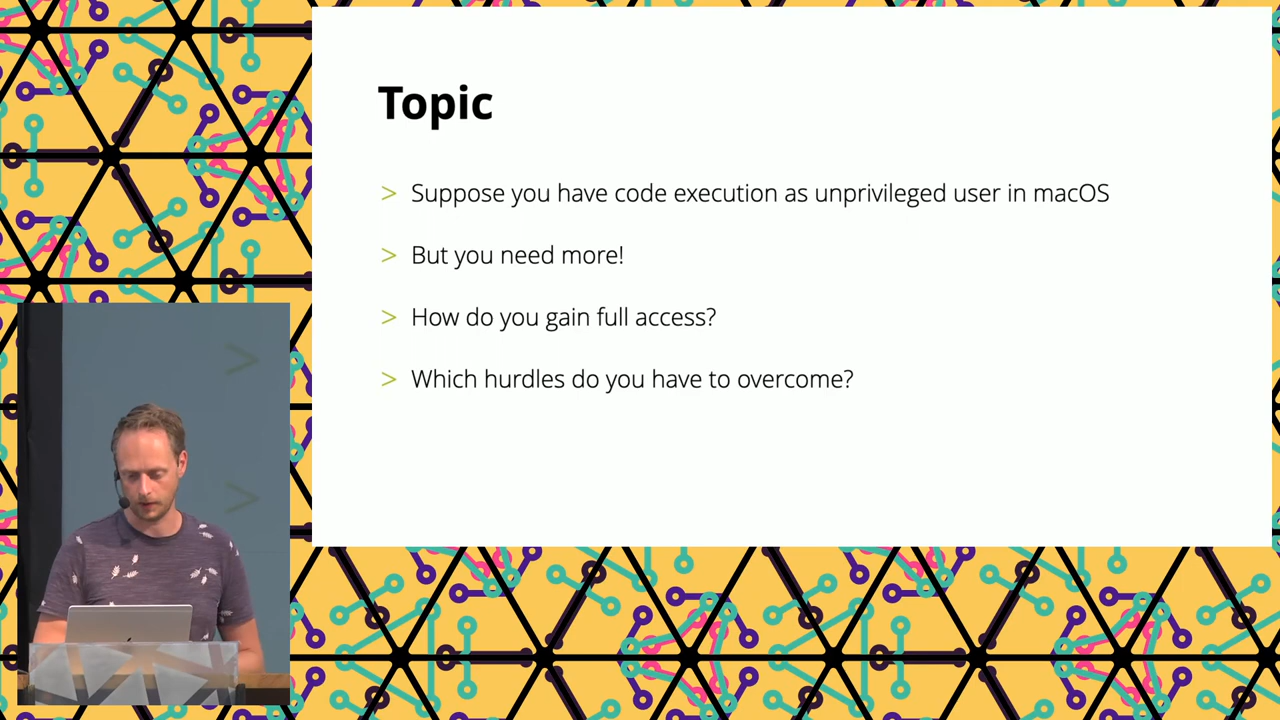 Topic
> Suppose you have code execution as unprivileged user in macOS
> But you need more!
> How do you gain full access?
> Which hurdles do you have to overcome?
>
>